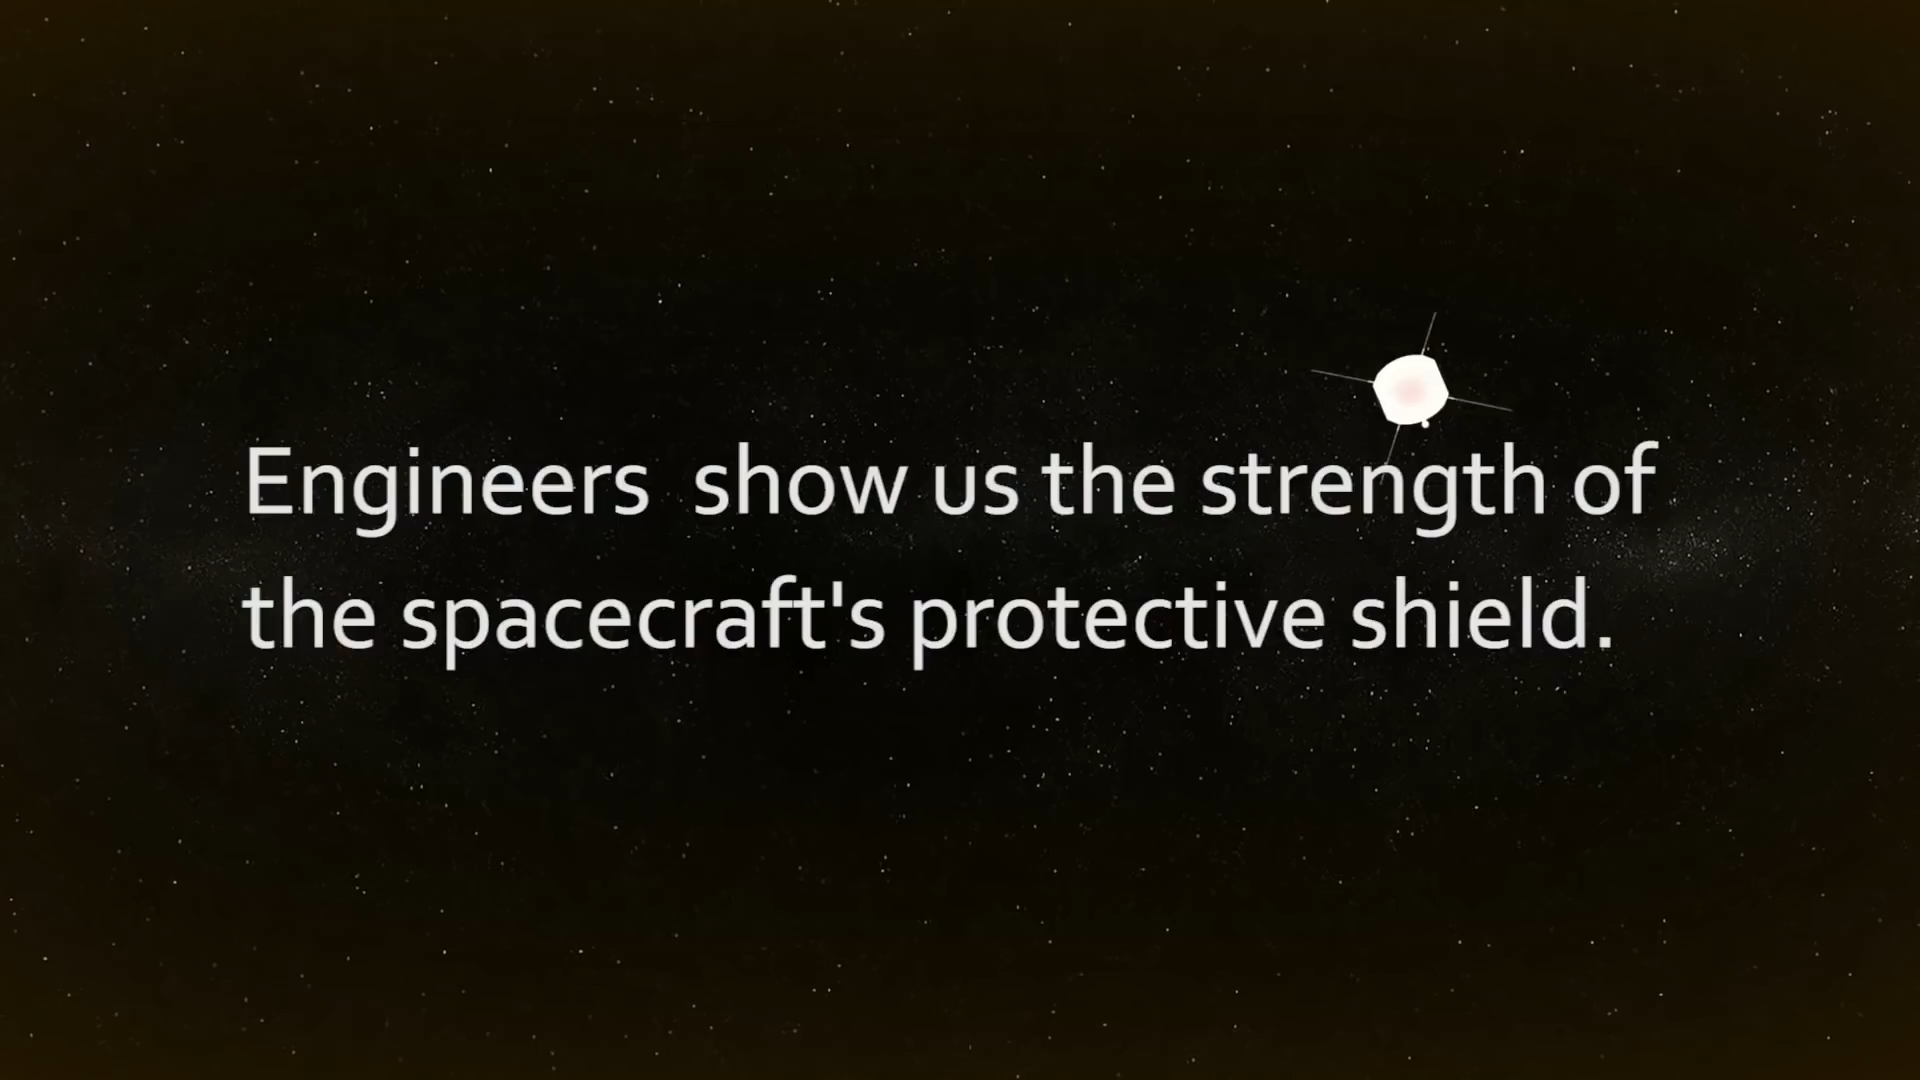 Engineers  show us the strength of
the spacecraft's protective shield.